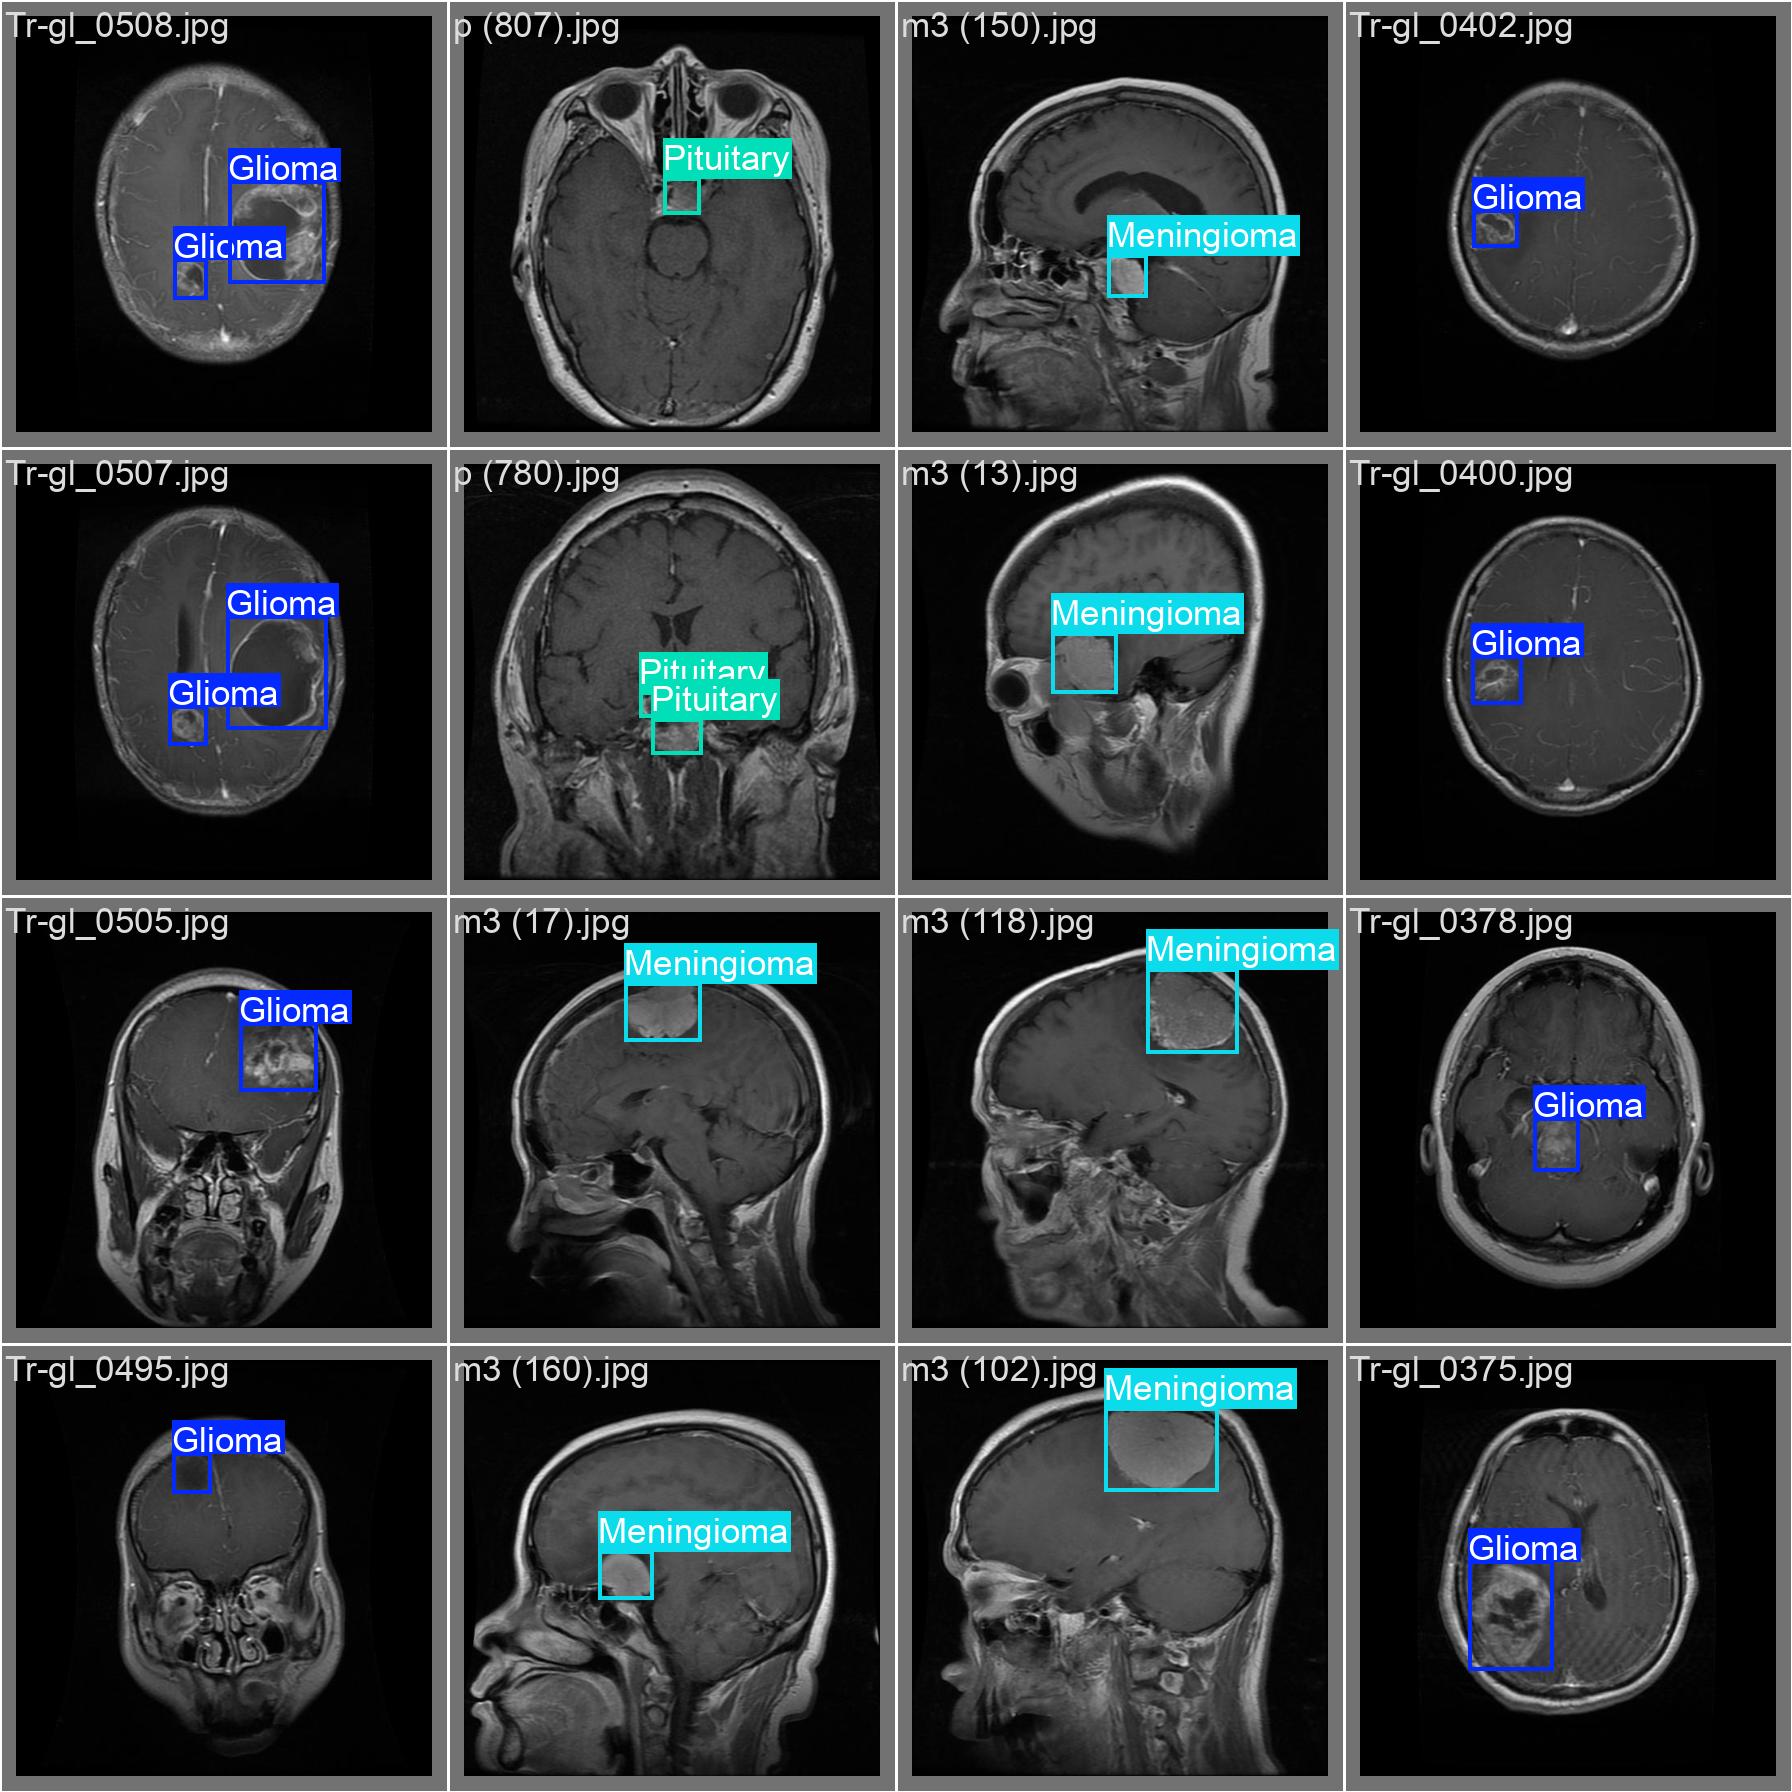 Tr-gl_0508.jpg
Glioma
Glioma
p (807).jpg
Pituitary
m3 (150).jpg
Meningioma
Tr-gl_0402.jpg
Glioma
Tr-gl_0507.jpg
Glioma
Glioma
p (780).jpg
Pituitary
Pituitary
m3 (13).jpg
Meningioma
Tr-gl_0400.jpg
Glioma
Tr-gl_0505.jpg
Glioma
m3 (17).jpg
Meningioma
m3 (118).jpg
Meningioma
Tr-gl_0378.jpg
Glioma
Tr-gl_0495.jpg
Glioma
m3 (160).jpg
Meningioma
m3 (102).jpg
Meningioma
Tr-gl_0375.jpg
Glioma